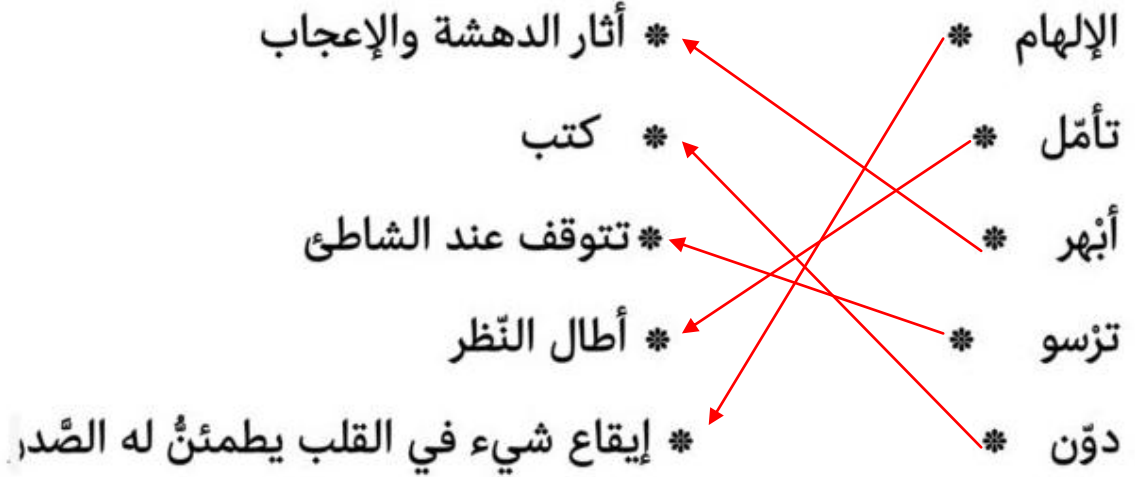 الإلهام ❋ ❋ أثار الدهشة والإعجاب
تأمّل ❋ ❋ كتب
أبْهر ❋ ❋ تتوقف عند الشاطئ
ترْسو ❋ ❋ أطال النّظر
دوّن ❋ ❋ إيقاع شيء في القلب يطمئنُّ له الصَّدر